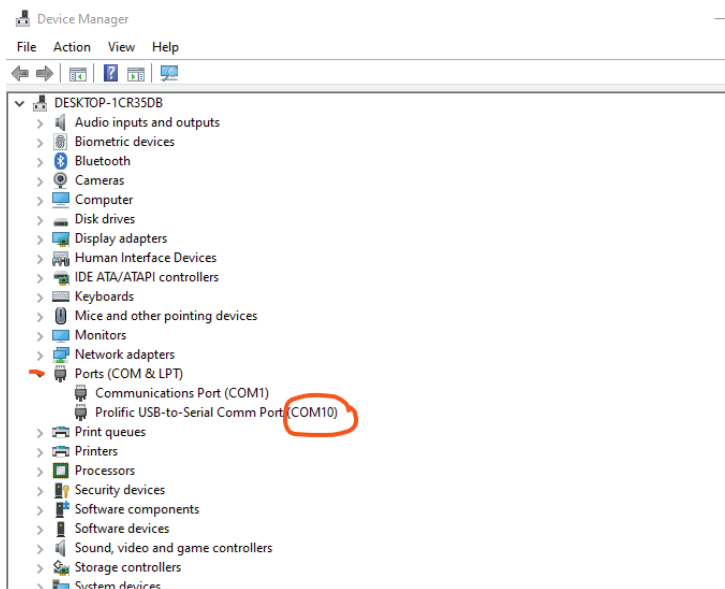 Device Manager
File Action View Help
DESKTOP-1CR35DB
Audio inputs and outputs
Biometric devices
Bluetooth
Cameras
Computer
Disk drives
Display adapters
Human Interface Devices
IDE ATA/ATAPI controllers
Keyboards
Mice and other pointing devices
Monitors
Network adapters
Ports (COM & LPT)
Communications Port (COM1)
Prolific USB-to-Serial Comm Port (COM10)
Print queues
Printers
Processors
Security devices
Software components
Software devices
Sound, video and game controllers
Storage controllers
System devices